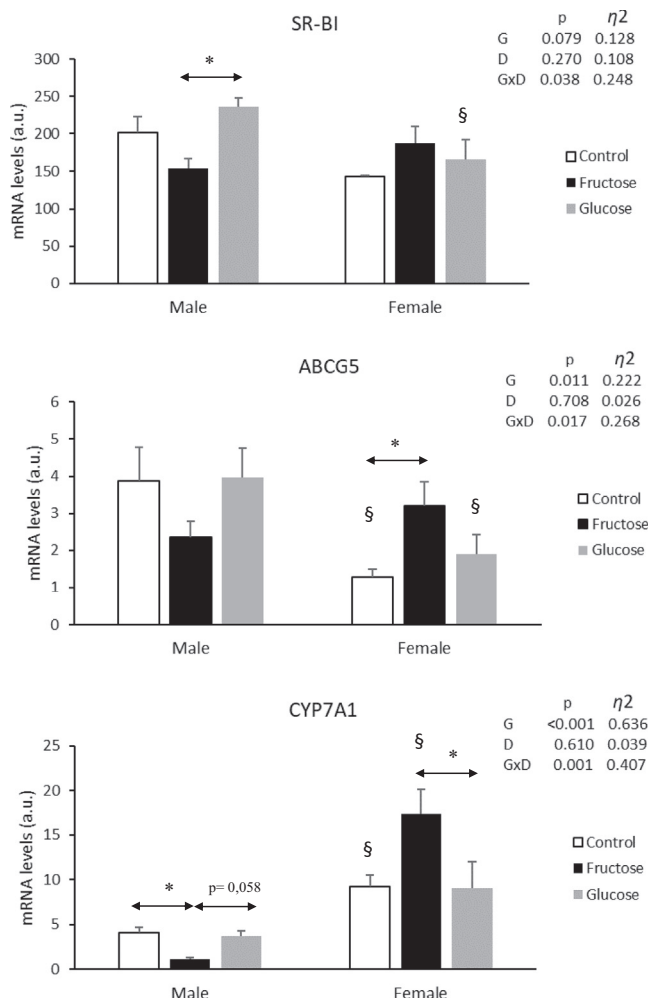 SR-BI
p η2
G 0.079 0.128
D 0.270 0.108
GxD 0.038 0.248
300
250
200
150
100
50
0
mRNA levels (a.u.)
*
§
Control
Fructose
Glucose
Male Female
ABCG5
p η2
G 0.011 0.222
D 0.708 0.026
GxD 0.017 0.268
6
5
4
3
2
1
0
mRNA levels (a.u.)
*
§ §
Control
Fructose
Glucose
Male Female
CYP7A1
p η2
G <0.001 0.636
D 0.610 0.039
GxD 0.001 0.407
25
20
15
10
5
0
mRNA levels (a.u.)
§ *
§
* p= 0,058
Control
Fructose
Glucose
Male Female